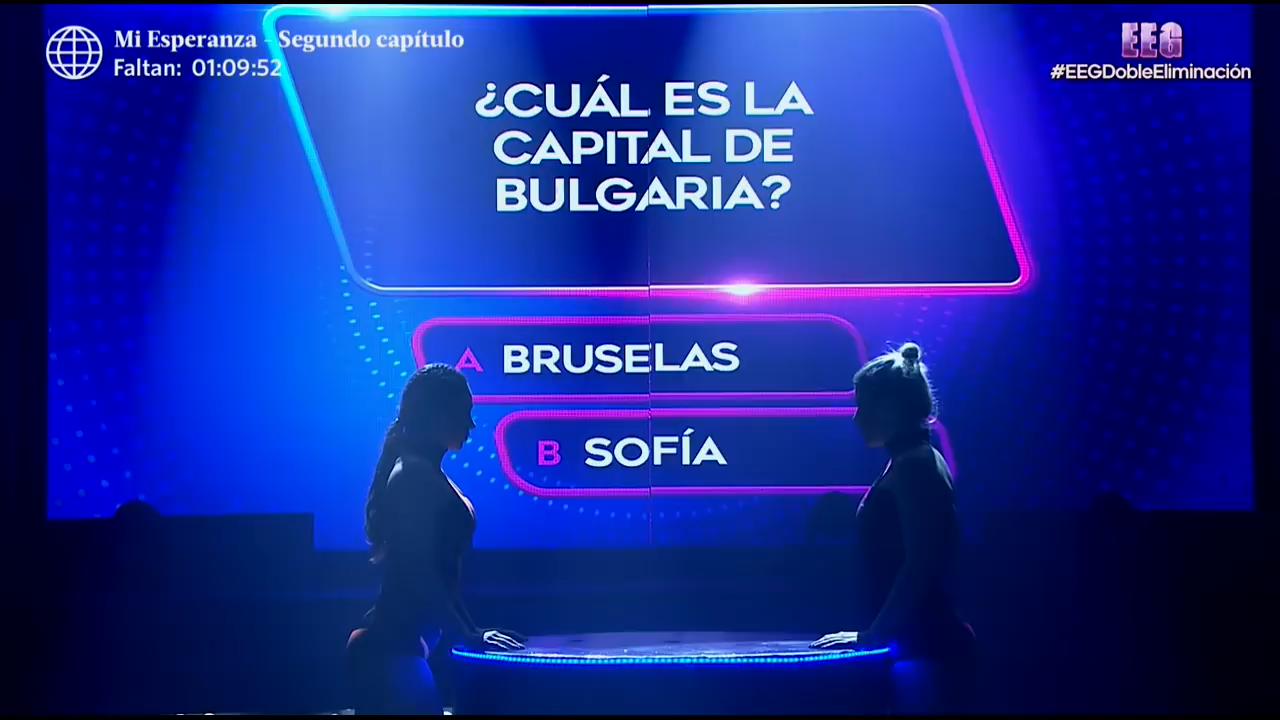 Mi Esperanza - Segundo capítulo
Faltan: 01:09:52
EEG
#EEGDobleEliminación
¿CUÁL ES LA
CAPITAL DE
BULGARIA?
A BRUSELAS
B SOFÍA